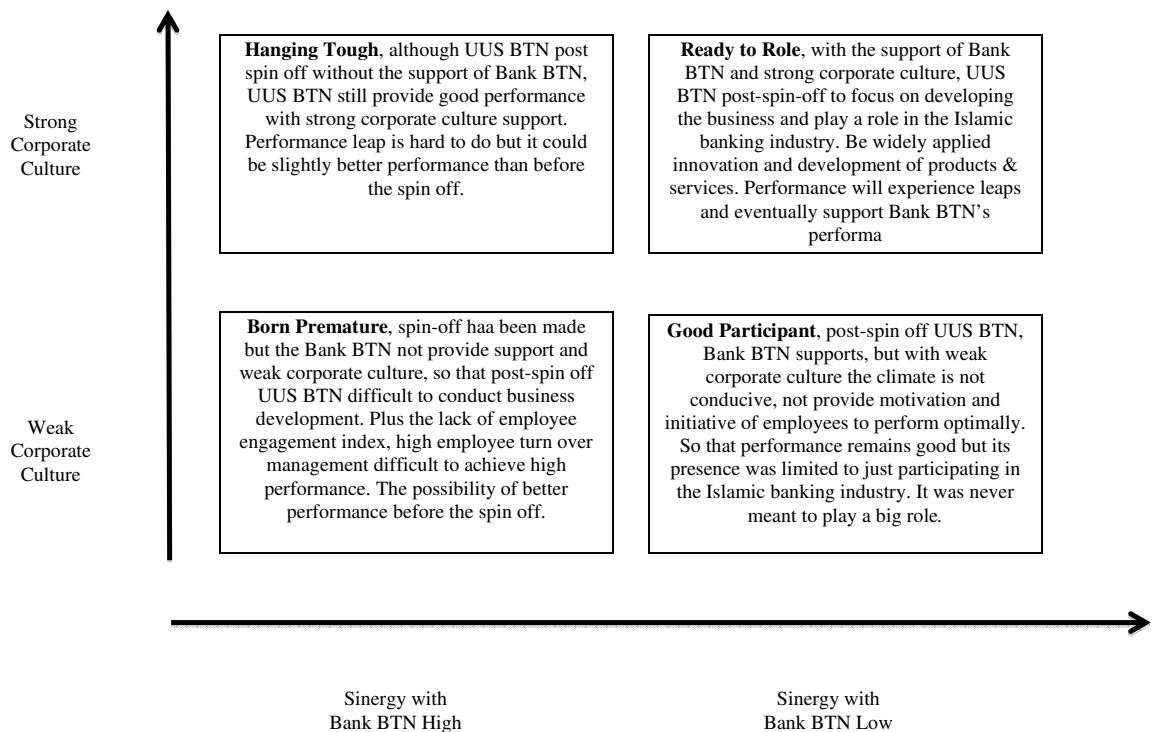 Strong
Corporate
Culture
Hanging Tough, although UUS BTN post
spin off without the support of Bank BTN,
UUS BTN still provide good performance
with strong corporate culture support.
Performance leap is hard to do but it could
be slightly better performance than before
the spin off.
Ready to Role, with the support of Bank
BTN and strong corporate culture, UUS
BTN post-spin-off to focus on developing
the business and play a role in the Islamic
banking industry. Be widely applied
innovation and development of products &
services. Performance will experience leaps
and eventually support Bank BTN’s
performa
Weak
Corporate
Culture
Born Premature, spin-off haa been made
but the Bank BTN not provide support and
weak corporate culture, so that post-spin off
UUS BTN difficult to conduct business
development. Plus the lack of employee
engagement index, high employee turn over
management difficult to achieve high
performance. The possibility of better
performance before the spin off.
Good Participant, post-spin off UUS BTN,
Bank BTN supports, but with weak
corporate culture the climate is not
conducive, not provide motivation and
initiative of employees to perform optimally.
So that performance remains good but its
presence was limited to just participating in
the Islamic banking industry. It was never
meant to play a big role.
Sinergy with
Bank BTN High
Sinergy with
Bank BTN Low